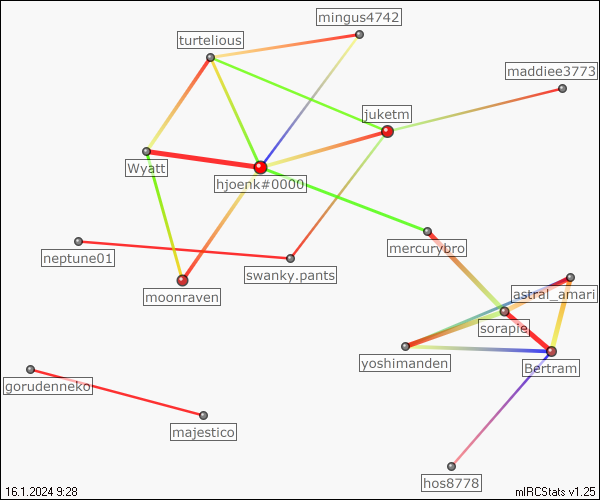 mingus4742
turtelious
maddiee3773
juketm
Wyatt
hjoenk#0000
mercurybro
neptune01
swanky.pants
moonraven
astral_amari
sorapie
yoshimanden
Bertram
gorudenneko
majestico
hos8778
16.1.2024 9:28
mIRCStats v1.25